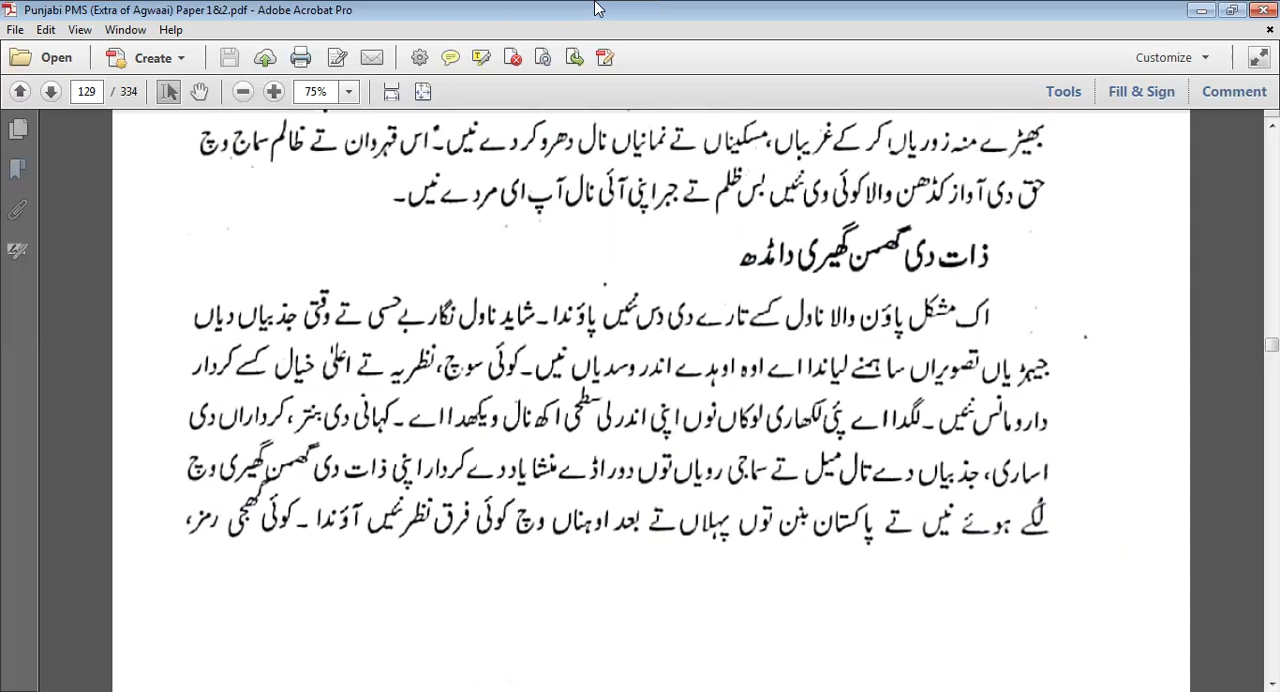 Punjabi PMS (Extra of Agwaai) Paper 1&2.pdf - Adobe Acrobat Pro
File Edit View Window Help
Open Create Customize
129 / 334 75% Tools Fill & Sign Comment
بھیڑے منہ زوریاں کر کے غریباں، مسکیناں تے نمانیاں نال دھرو کر دے نیں۔ اس قہروان تے ظالم سماج وچ
حق دی آواز کڈھن والا کوئی وی نئیں بس ظلم تے جبر اپنی آئی نال آپ ای مردے نیں۔
ذات دی گھمن گھیری دا مڈھ
اک مشکل پاؤن والا ناول کسے تارے دی دس نئیں پاؤندا۔ شاید ناول نگار بے حسی تے وقتی جذبیاں دیاں
جیہڑیاں تصویراں ساہمنے لیاندا اے اوہ اوہدے اندر وسدیاں نیں۔ کوئی سوچ، نظریہ تے اعلیٰ خیال کسے کردار
دا رومانس نئیں۔ لگدا اے پئی لکھاری لوکاں نوں اپنی اندرلی سطحی اکھ نال ویکھدا اے۔ کہانی دی بنتر، کرداراں دی
اساری، جذبیاں دے تال میل تے سماجی رویاں توں دور اڈے منشا یاد دے کردار اپنی ذات دی گھمن گھیری وچ
لُکے ہوئے نیں تے پاکستان بنن توں پہلاں تے بعد اوہناں وچ کوئی فرق نظر نئیں آؤندا۔ کوئی گُھجی رمز،